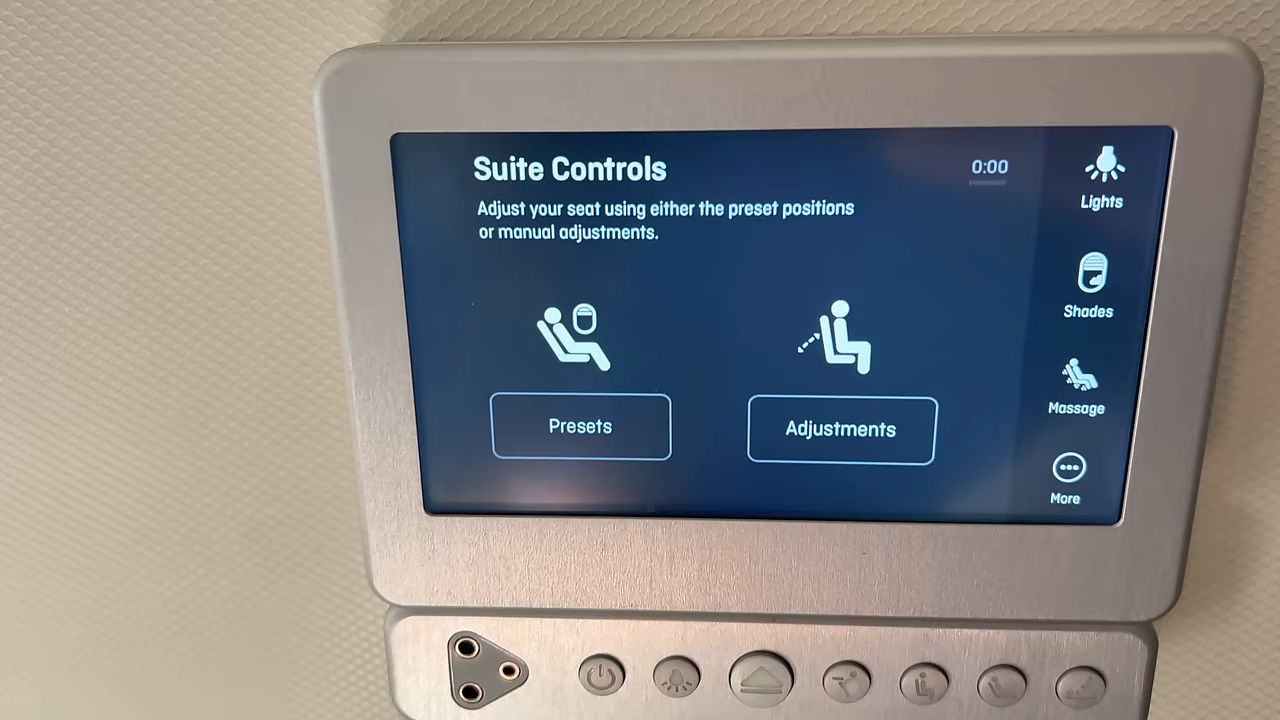 Suite Controls
0:00
Adjust your seat using either the preset positions
or manual adjustments.
Presets
Adjustments
Lights
Shades
Massage
More